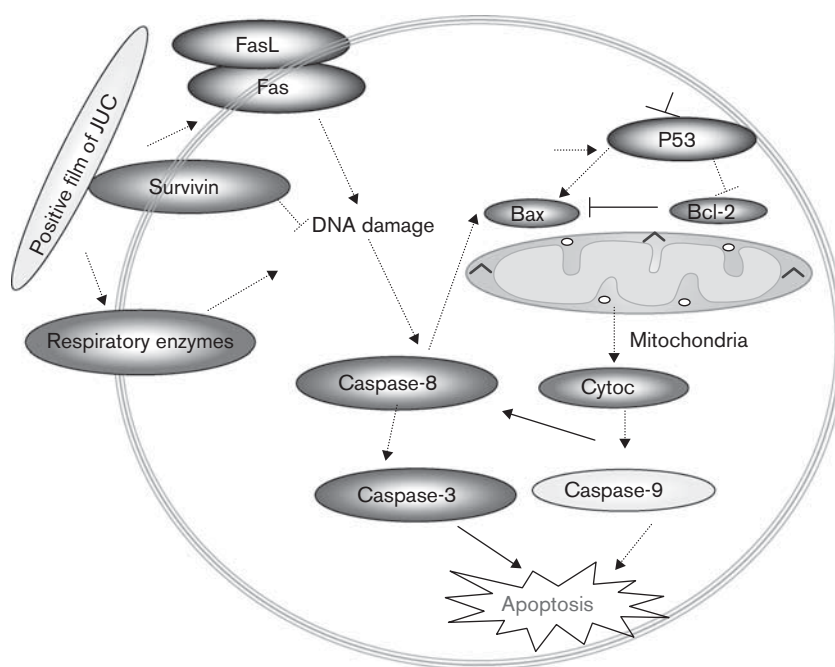 FasL
Fas
Positive film of JUC
Survivin
DNA damage
Respiratory enzymes
P53
Bax
Bcl-2
Mitochondria
Caspase-8
Cytoc
Caspase-3
Caspase-9
Apoptosis